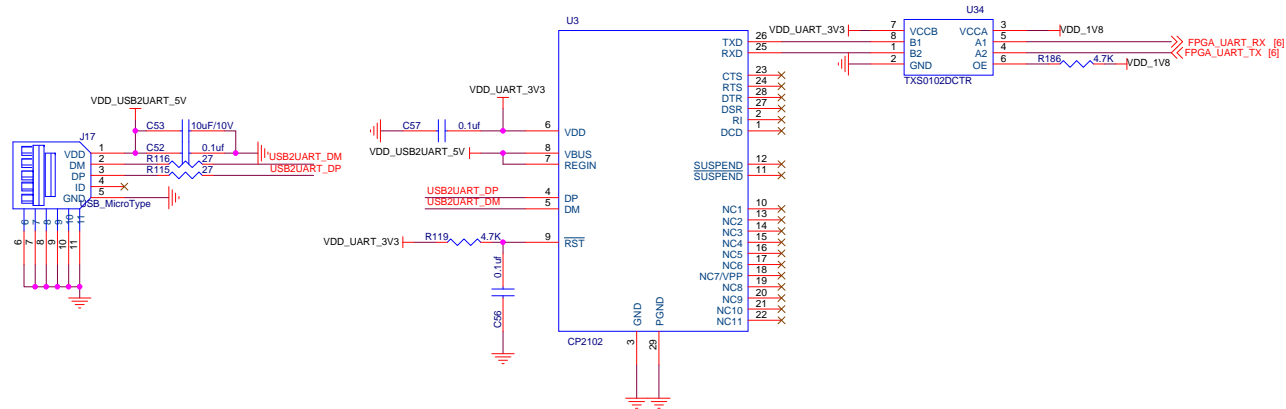 U3
U34
VDD_UART_3V3
7 VCCB VCCA 3 VDD_1V8
26 TXD
8 B1 A1 5 FPGA_UART_RX [6]
25 RXD
1 B2 A2 4 FPGA_UART_TX [6]
2 GND OE 6 R186 4.7K VDD_1V8
TXS0102DCTR
CTS 23
RTS 24
DTR 28
DSR 27
RI 2
DCD 1
VDD_USB2UART_5V
VDD_UART_3V3
C53 10uF/10V
C57 0.1uf
6 VDD
J17
C52 0.1uf
VDD_USB2UART_5V
8 VBUS
7 REGIN
VDD 1
DM 2 R116 27 USB2UART_DM
DP 3 R115 27 USB2UART_DP
ID 4
GND 5
USB_MicroType
SUSPEND 12
SUSPEND 11
USB2UART_DP 4 DP
USB2UART_DM 5 DM
6 7 8 9 10 11
6 7 8 9 10 11
NC1 10
NC2 13
NC3 14
NC4 15
NC5 16
NC6 17
NC7/VPP 18
NC8 19
NC9 20
NC10 21
NC11 22
VDD_UART_3V3 R119 4.7K 9 RST
0.1uf
C56
GND
PGND
CP2102
3
29